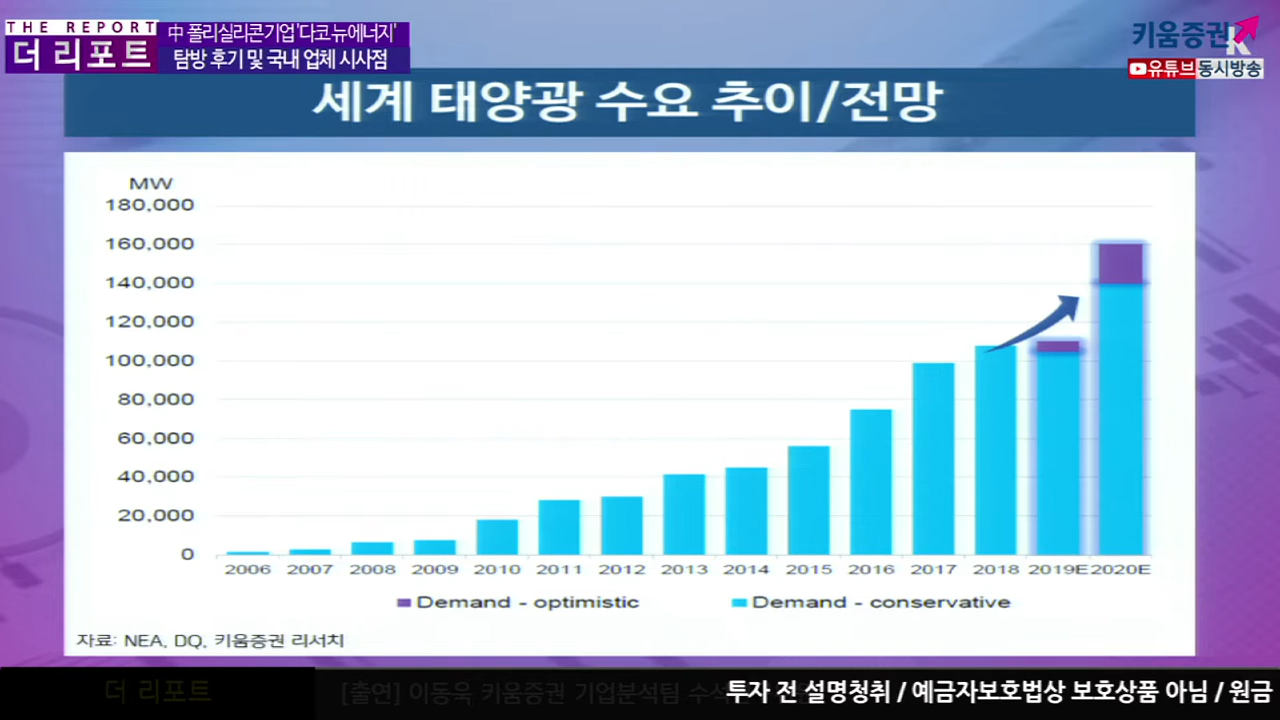 THE REPORT
더 리포트
中 폴리실리콘기업 '다코 뉴에너지'
탐방 후기 및 국내 업체 시사점
키움증권
유튜브 동시방송
세계 태양광 수요 추이/전망
MW
180,000
160,000
140,000
120,000
100,000
80,000
60,000
40,000
20,000
0
2006 2007 2008 2009 2010 2011 2012 2013 2014 2015 2016 2017 2018 2019E 2020E
Demand - optimistic Demand - conservative
자료: NEA, DQ, 키움증권 리서치
더 리포트
[출연] 이동욱 키움증권 기업분석팀 수석
투자 전 설명청취 / 예금자보호법상 보호상품 아님 / 원금